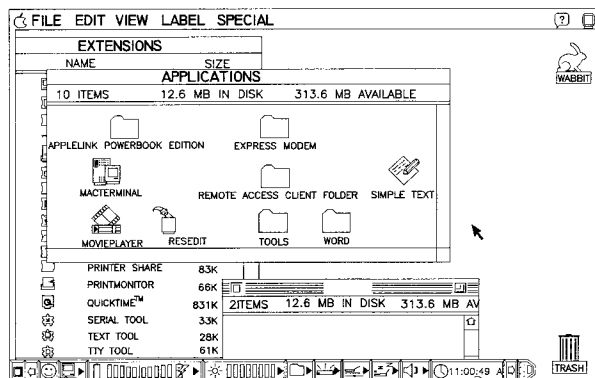 FILE EDIT VIEW LABEL SPECIAL
?
EXTENSIONS
NAME SIZE
WABBIT
APPLICATIONS
10 ITEMS 12.6 MB IN DISK 313.6 MB AVAILABLE
APPLELINK POWERBOOK EDITION
EXPRESS MODEM
MACTERMINAL
REMOTE ACCESS CLIENT FOLDER
SIMPLE TEXT
MOVIEPLAYER
RESEDIT
TOOLS
WORD
PRINTER SHARE 83K
PRINTMONITOR 66K
QUICKTIME™ 831K
SERIAL TOOL 33K
TEXT TOOL 28K
TTY TOOL 61K
2ITEMS 12.6 MB IN DISK 313.6 MB AV
11:00:49 A
TRASH